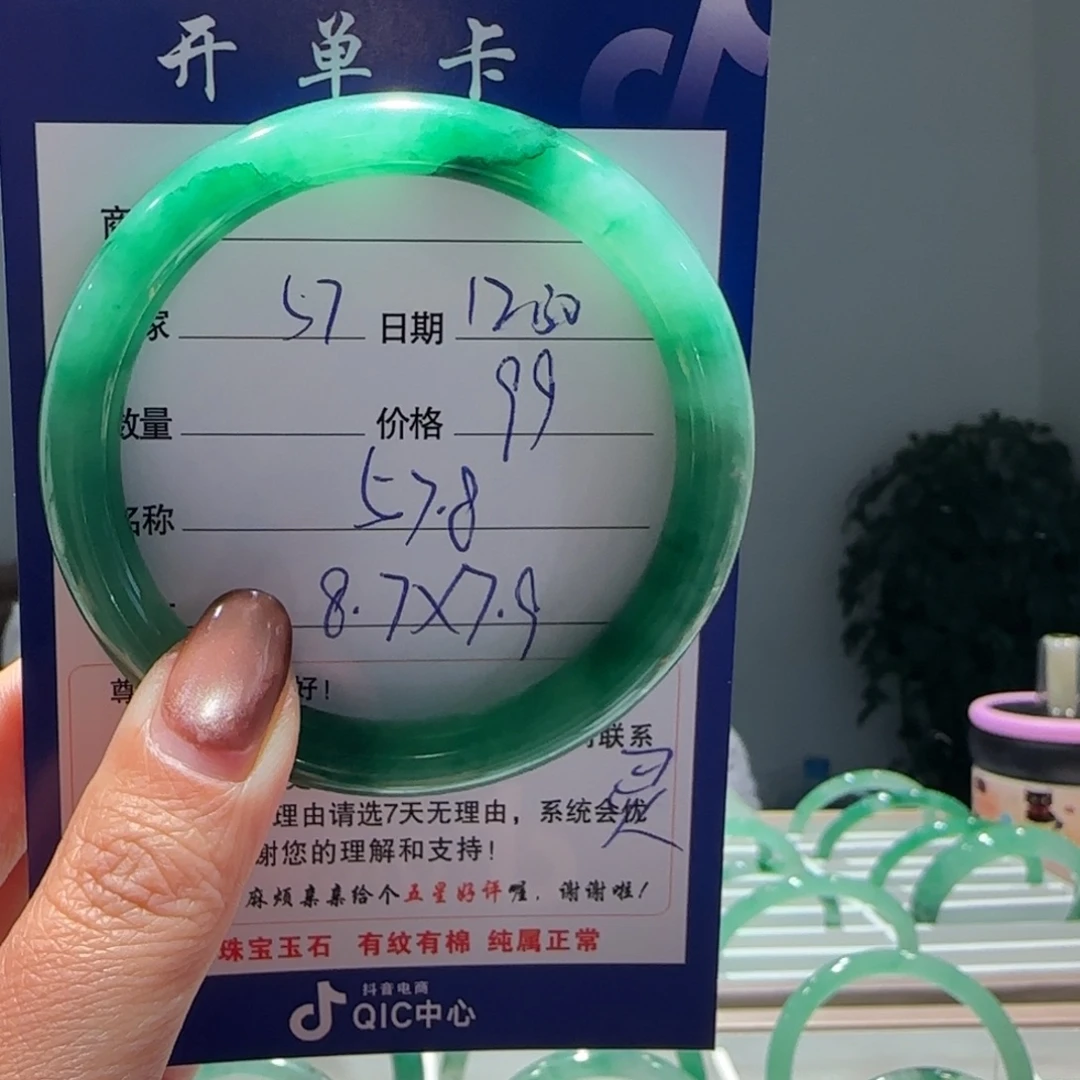 开单卡
商
家 57 日期 1230
数量 价格 99
名称 57.8
8.7X7.9
尊 好!
联系
理由请选7天无理由，系统会优
谢您的理解和支持!
麻烦亲亲给个五星好评喔，谢谢啦!
珠宝玉石 有纹有棉 纯属正常
抖音电商
QIC中心